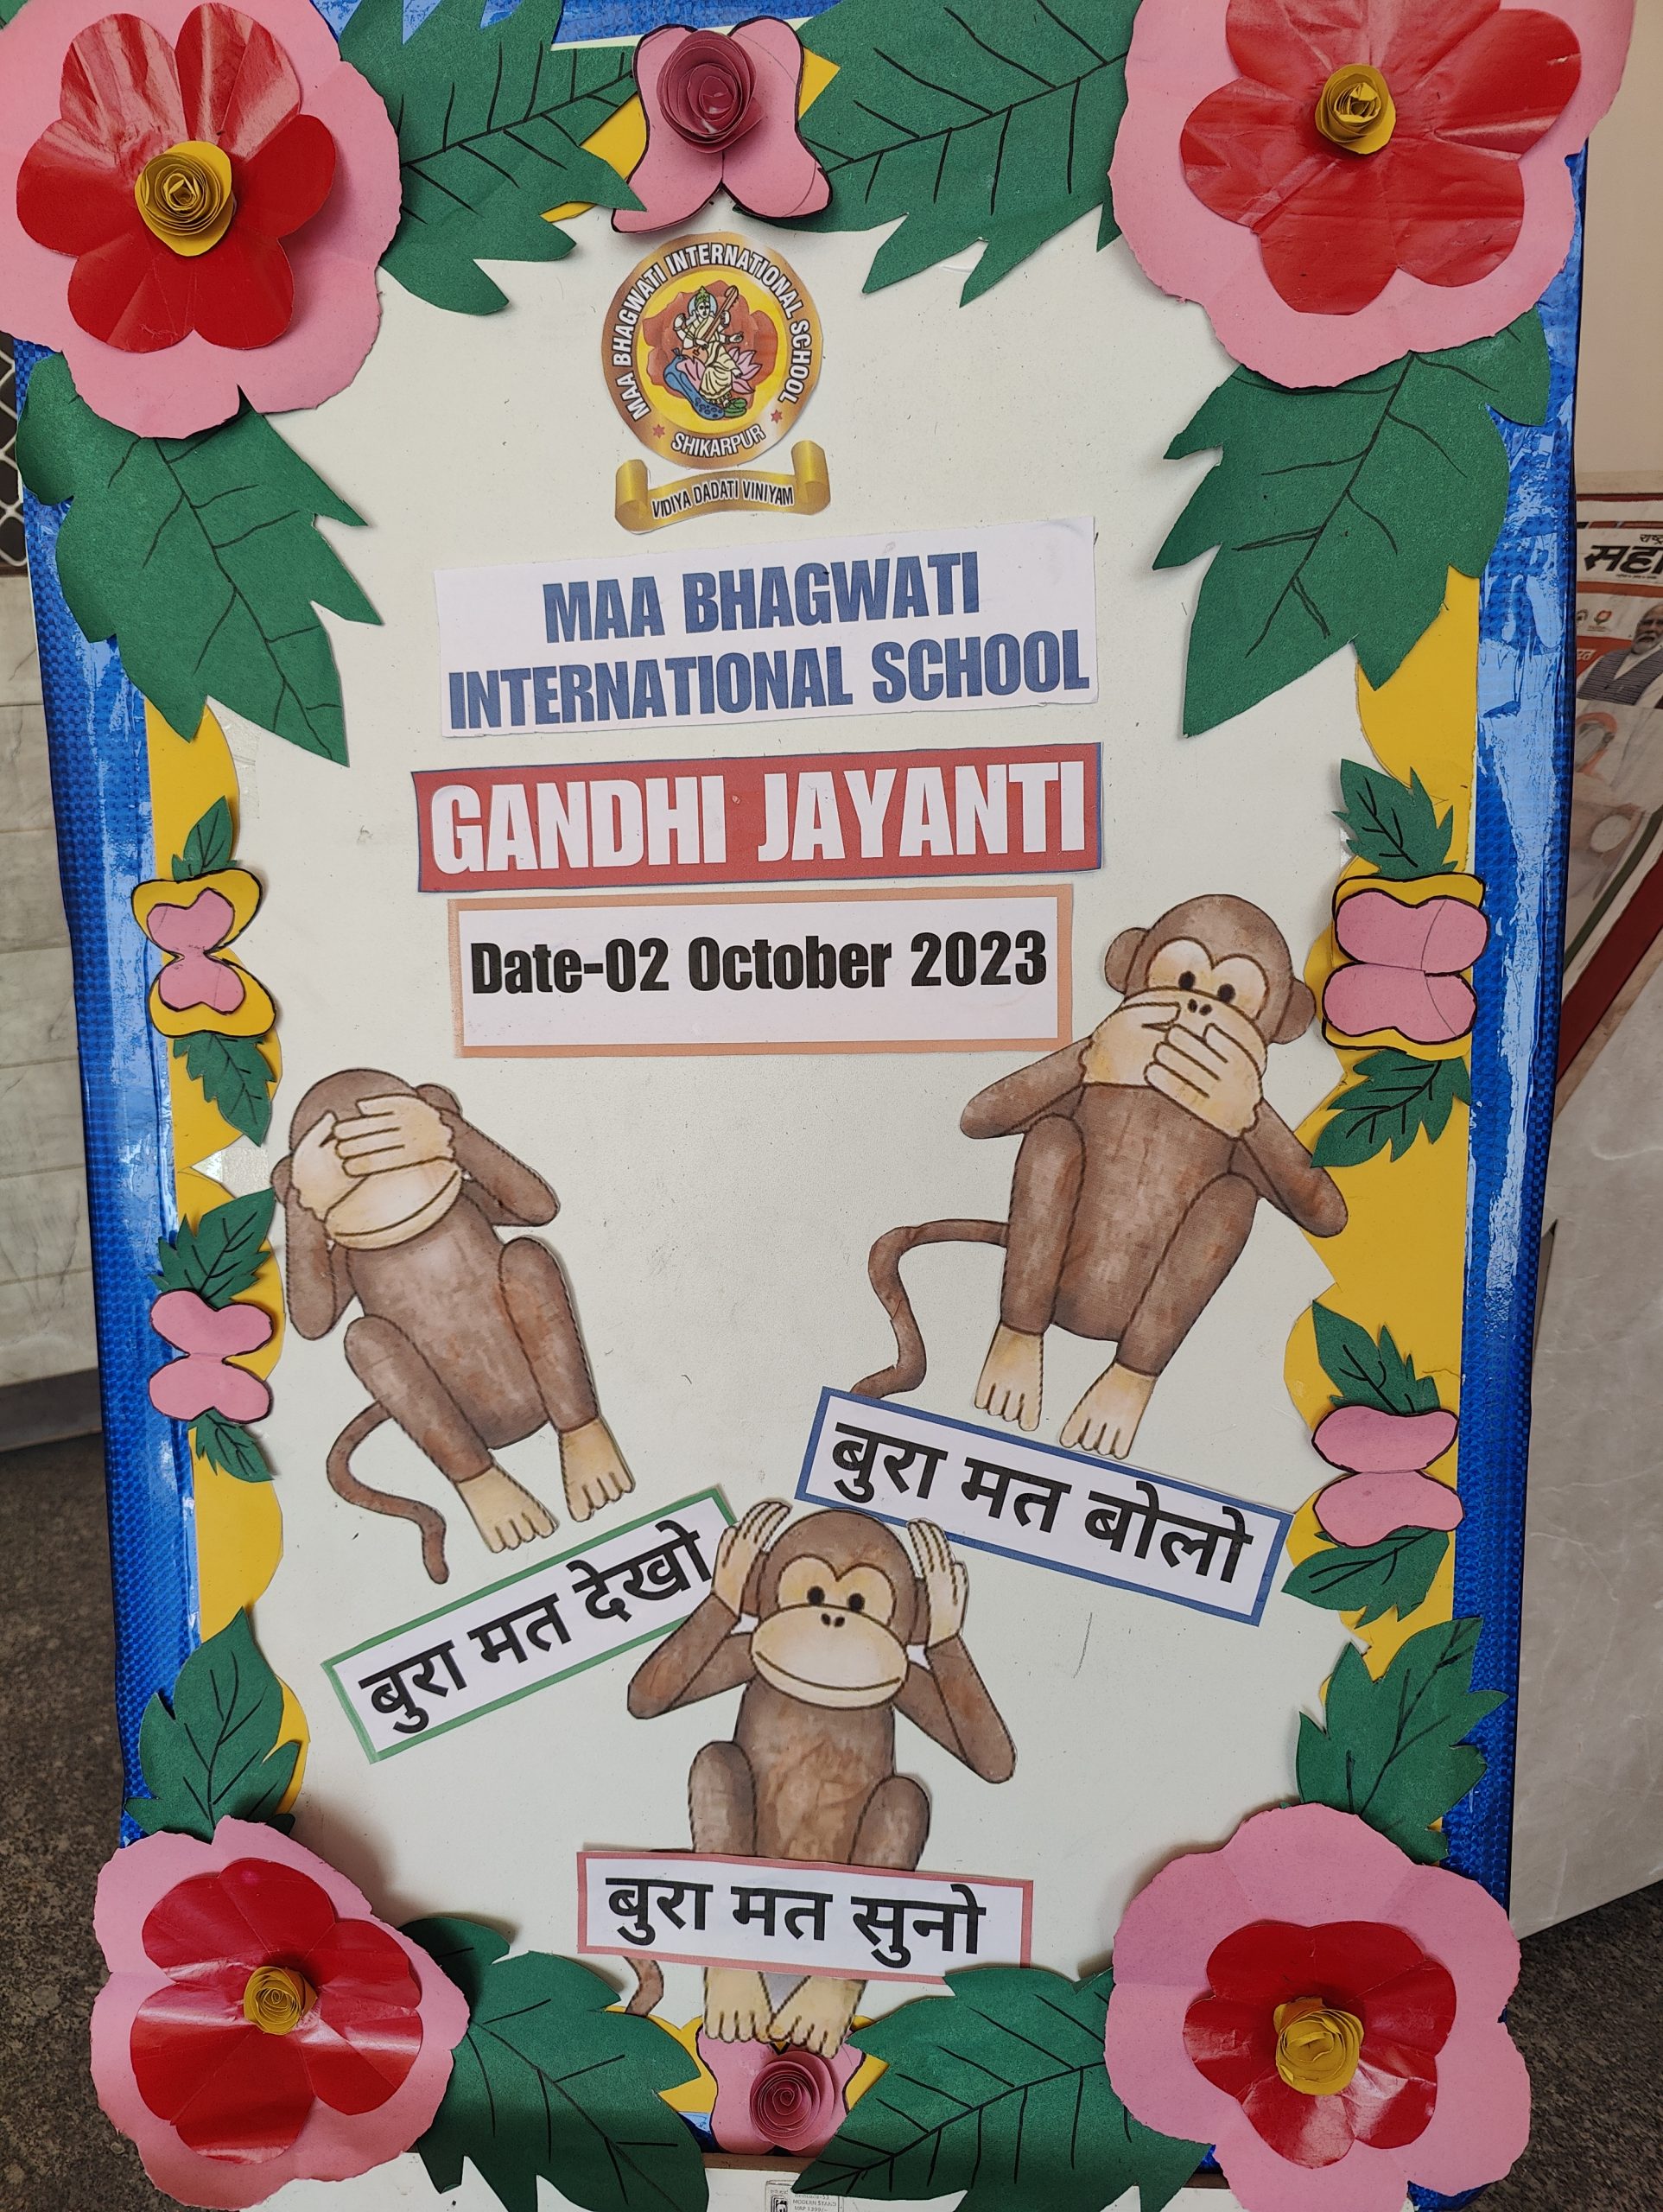 MAA BHAGWATI INTERNATIONAL SCHOOL
SHIKARPUR
VIDIYA DADATI VINIYAM
MAA BHAGWATI
INTERNATIONAL SCHOOL
GANDHI JAYANTI
Date-02 October 2023
बुरा मत देखो
बुरा मत बोलो
बुरा मत सुनो